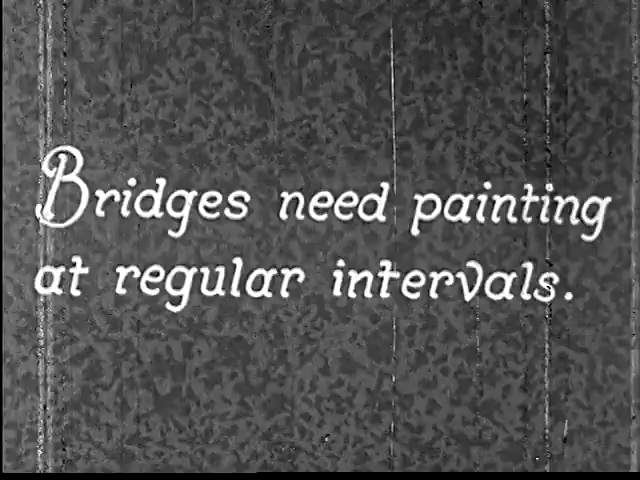 Bridges need painting
at regular intervals.